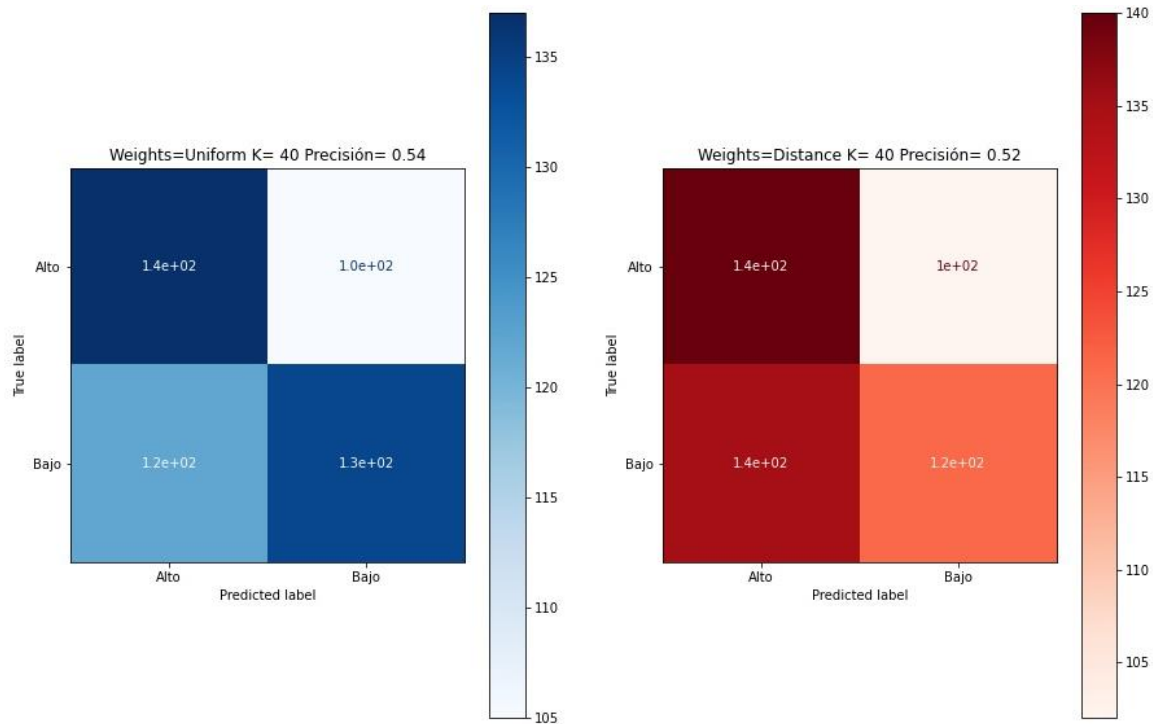 Weights=Uniform K= 40 Precisión= 0.54
Alto
1.4e+02
1.0e+02
Bajo
1.2e+02
1.3e+02
Alto
Bajo
True label
Predicted label
135
130
125
120
115
110
105
Weights=Distance K= 40 Precisión= 0.52
Alto
1.4e+02
1e+02
Bajo
1.4e+02
1.2e+02
Alto
Bajo
True label
Predicted label
140
135
130
125
120
115
110
105